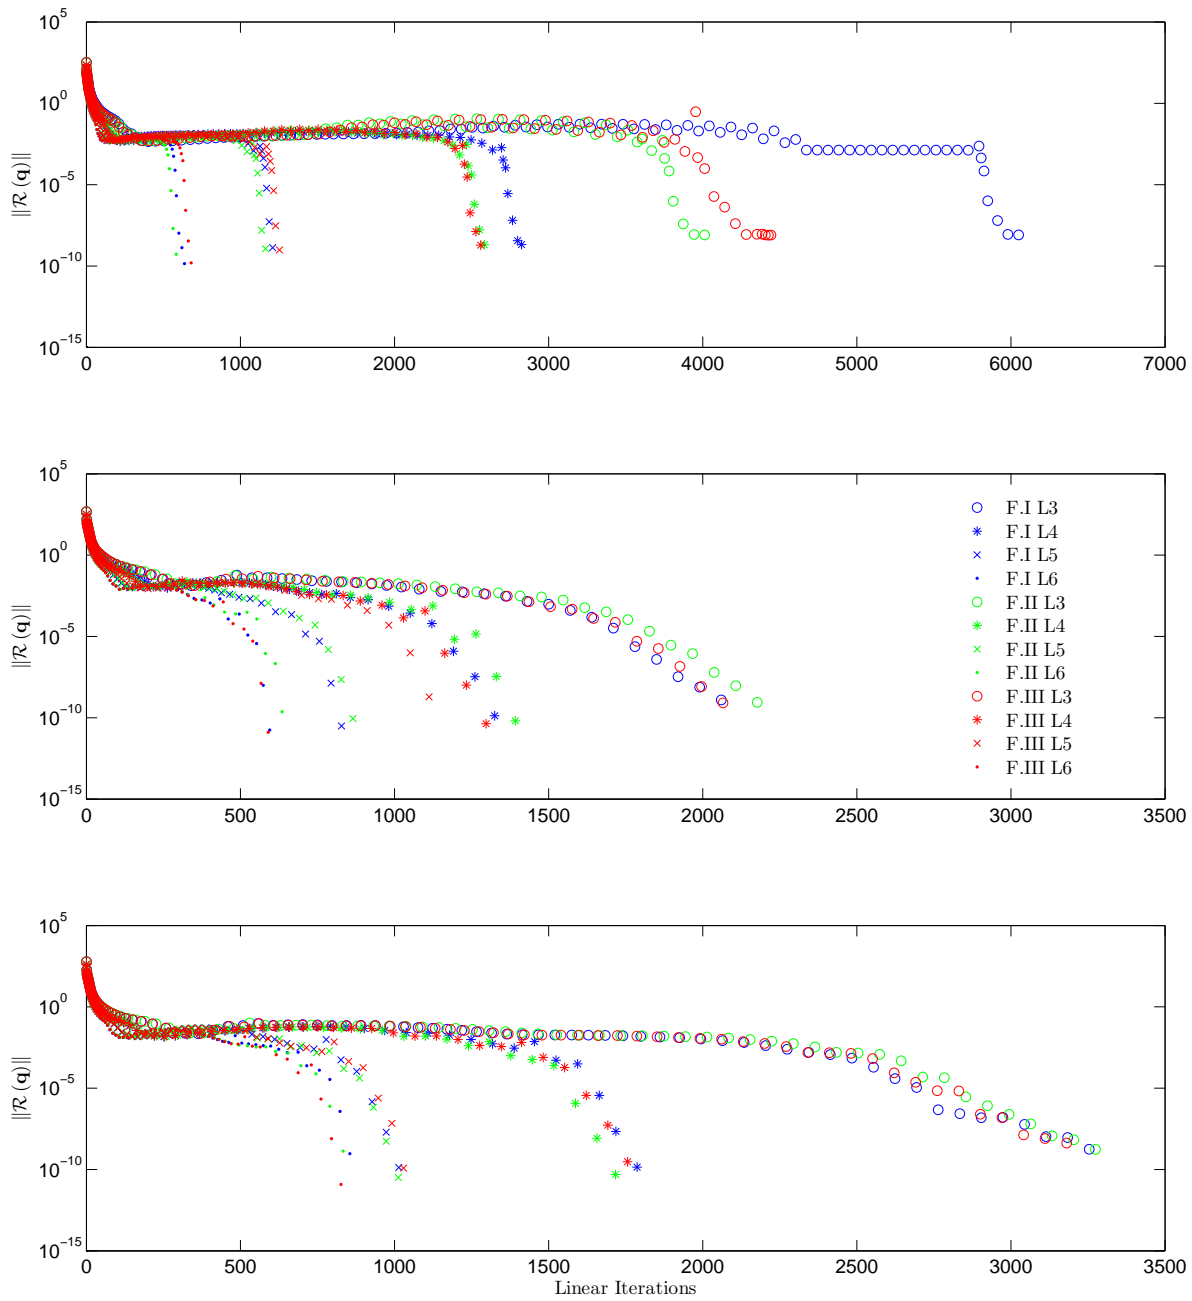 10^5
10^0
10^−5
10^−10
10^−15
‖R (q)‖
0 1000 2000 3000 4000 5000 6000 7000
10^5
10^0
10^−5
10^−10
10^−15
‖R (q)‖
F.I L3
F.I L4
F.I L5
F.I L6
F.II L3
F.II L4
F.II L5
F.II L6
F.III L3
F.III L4
F.III L5
F.III L6
0 500 1000 1500 2000 2500 3000 3500
10^5
10^0
10^−5
10^−10
10^−15
‖R (q)‖
0 500 1000 1500 2000 2500 3000 3500
Linear Iterations